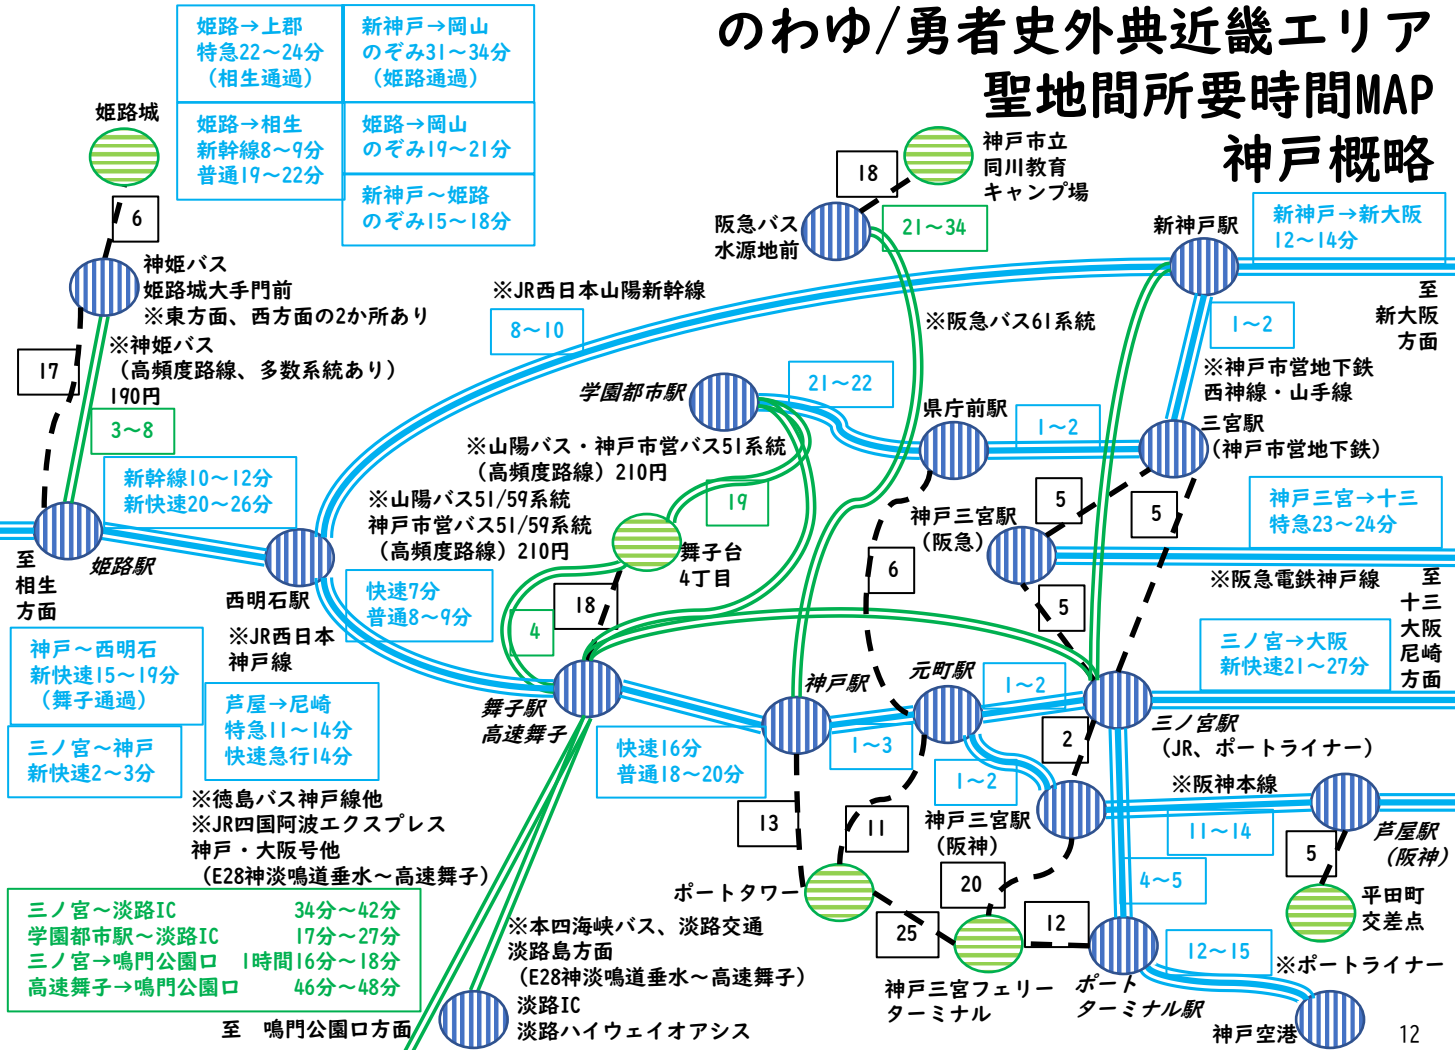 のわゆ/勇者史外典近畿エリア
聖地間所要時間MAP
神戸概略
姫路→上郡
特急22～24分
（相生通過）
新神戸→岡山
のぞみ31～34分
（姫路通過）
姫路→相生
新幹線8～9分
普通19～22分
姫路→岡山
のぞみ19～21分
新神戸～姫路
のぞみ15～18分
姫路城
6
神姫バス
姫路城大手門前
※東方面、西方面の2か所あり
17
※神姫バス
（高頻度路線、多数系統あり）
190円
3～8
新幹線10～12分
新快速20～26分
至
相生
方面
姫路駅
西明石駅
※JR西日本
神戸線
※JR西日本山陽新幹線
8～10
18
神戸市立
同川教育
キャンプ場
阪急バス
水源地前
21～34
※阪急バス61系統
新神戸駅
新神戸→新大阪
12～14分
至
新大阪
方面
1～2
※神戸市営地下鉄
西神線・山手線
三宮駅
（神戸市営地下鉄）
学園都市駅
21～22
県庁前駅
1～2
※山陽バス・神戸市営バス51系統
（高頻度路線）210円
19
※山陽バス51/59系統
神戸市営バス51/59系統
（高頻度路線）210円
舞子台
4丁目
18
4
快速7分
普通8～9分
神戸三宮駅
（阪急）
5
5
5
6
神戸三宮→十三
特急23～24分
※阪急電鉄神戸線
至
十三
大阪
尼崎
方面
三ノ宮→大阪
新快速21～27分
神戸～西明石
新快速15～19分
（舞子通過）
三ノ宮～神戸
新快速2～3分
芦屋→尼崎
特急11～14分
快速急行14分
舞子駅
高速舞子
快速16分
普通18～20分
神戸駅
1～3
元町駅
1～2
1～2
三ノ宮駅
（JR、ポートライナー）
2
神戸三宮駅
（阪神）
※阪神本線
11～14
芦屋駅
（阪神）
5
平田町
交差点
※徳島バス神戸線他
※JR四国阿波エクスプレス
神戸・大阪号他
（E28神淡鳴道垂水～高速舞子）
三ノ宮～淡路IC 34分～42分
学園都市駅～淡路IC 17分～27分
三ノ宮→鳴門公園口 1時間16分～18分
高速舞子→鳴門公園口 46分～48分
至 鳴門公園口方面
※本四海峡バス、淡路交通
淡路島方面
（E28神淡鳴道垂水～高速舞子）
淡路IC
淡路ハイウェイオアシス
13
11
ポートタワー
25
20
12
神戸三宮フェリー
ターミナル
4～5
ポート
ターミナル駅
12～15
※ポートライナー
神戸空港
12